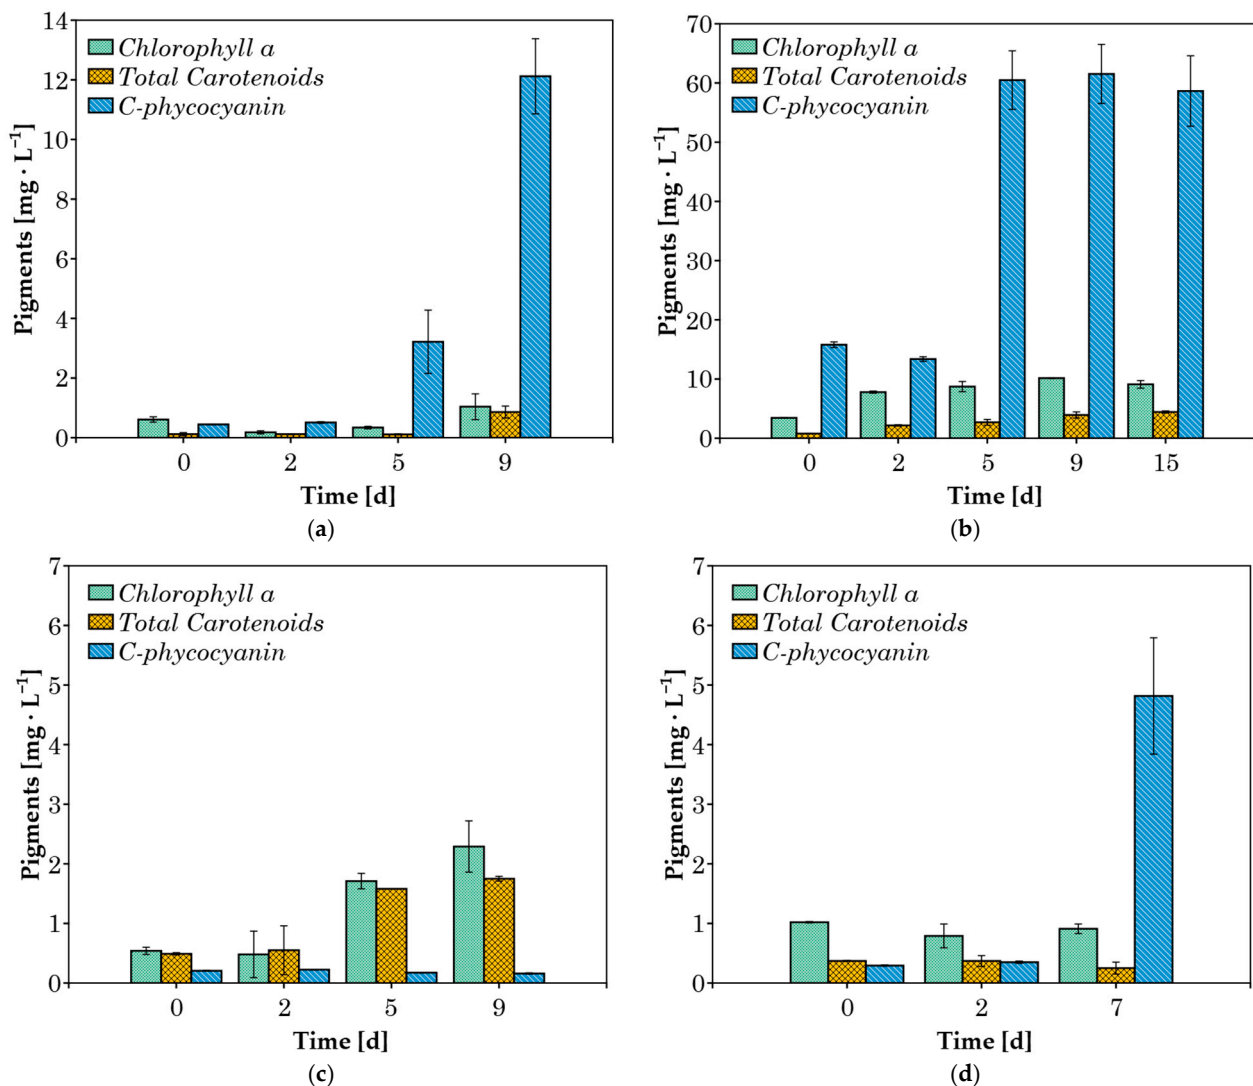 14
12
10
8
6
4
2
0
Pigments [mg · L⁻¹]
Chlorophyll a
Total Carotenoids
C-phycocyanin
0 2 5 9
Time [d]
(a)
70
60
50
40
30
20
10
0
Pigments [mg · L⁻¹]
Chlorophyll a
Total Carotenoids
C-phycocyanin
0 2 5 9 15
Time [d]
(b)
7
6
5
4
3
2
1
0
Pigments [mg · L⁻¹]
Chlorophyll a
Total Carotenoids
C-phycocyanin
0 2 5 9
Time [d]
(c)
7
6
5
4
3
2
1
0
Pigments [mg · L⁻¹]
Chlorophyll a
Total Carotenoids
C-phycocyanin
0 2 7
Time [d]
(d)